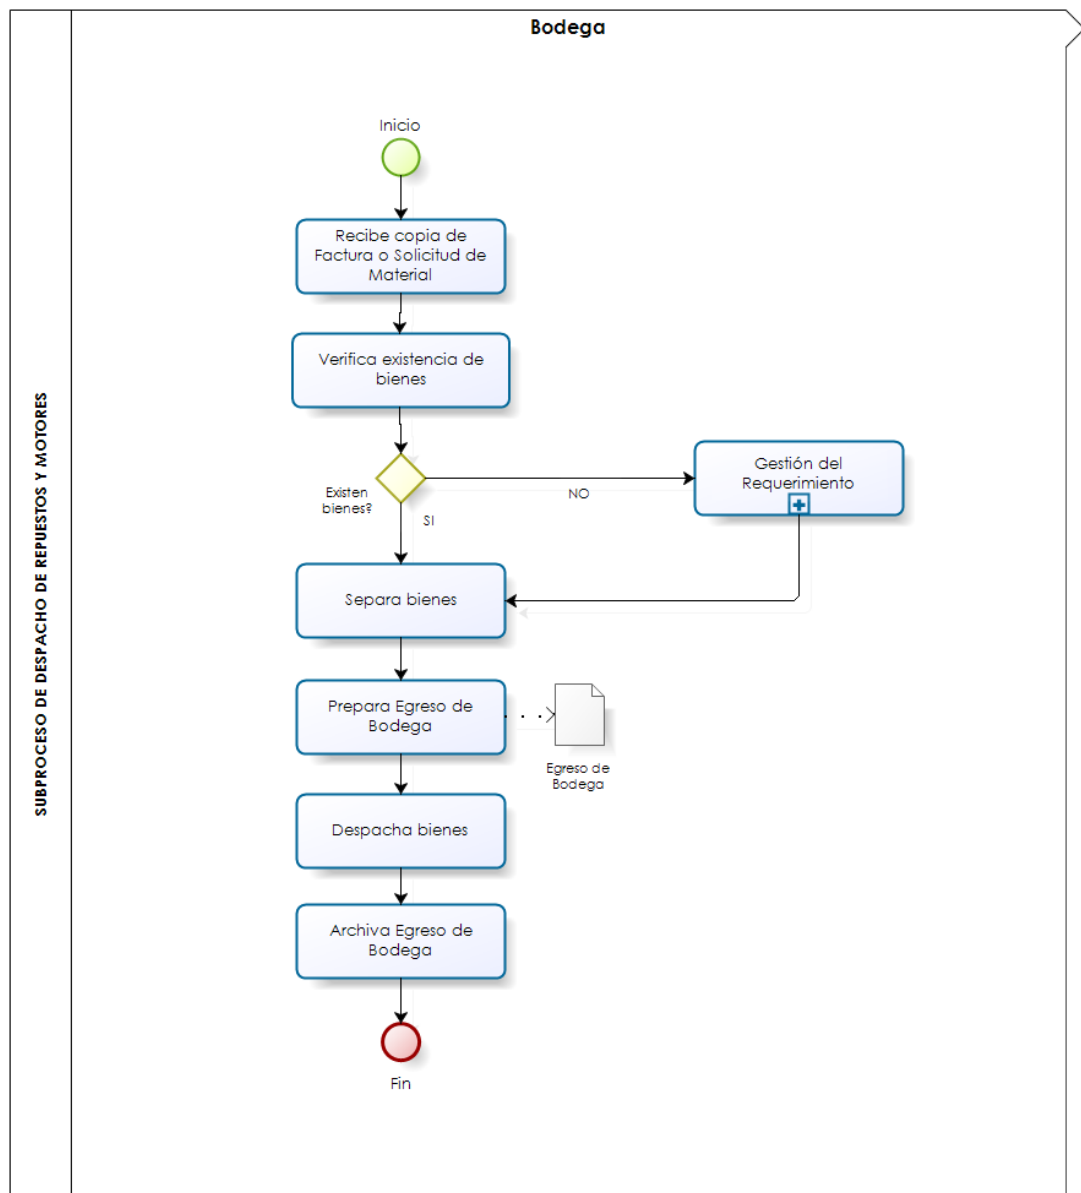 Bodega
SUBPROCESO DE DESPACHO DE REPUESTOS Y MOTORES
Inicio
Recibe copia de
Factura o Solicitud de
Material
Verifica existencia de
bienes
Existen
bienes?
NO
SI
Gestión del
Requerimiento
Separa bienes
Prepara Egreso de
Bodega
Egreso de
Bodega
Despacha bienes
Archiva Egreso de
Bodega
Fin